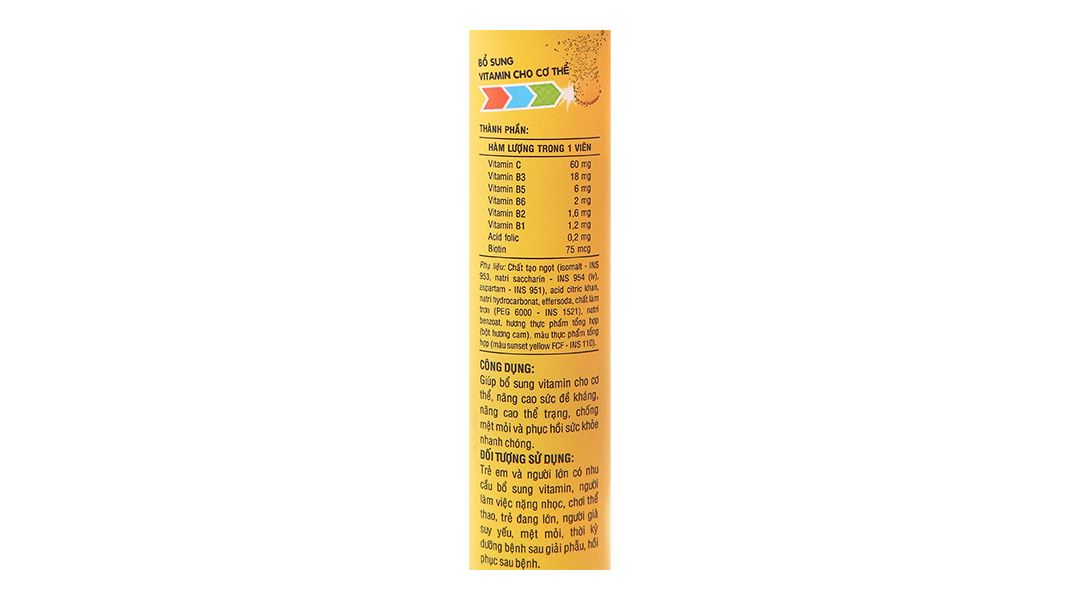 BỔ SUNG
VITAMIN CHO CƠ THỂ
THÀNH PHẦN:
HÀM LƯỢNG TRONG 1 VIÊN
Vitamin C 60 mg
Vitamin B3 18 mg
Vitamin B5 6 mg
Vitamin B6 2 mg
Vitamin B2 1,6 mg
Vitamin B1 1,2 mg
Acid folic 0,2 mg
Biotin 75 mcg
Phụ liệu: Chất tạo ngọt (isomalt - INS
953, natri saccharin - INS 954 (iv),
aspartam - INS 951), acid citric khan,
natri hydrocarbonat, effersoda, chất làm
trơn (PEG 6000 - INS 1521), natri
benzoat, hương thực phẩm tổng hợp
(bột hương cam), màu thực phẩm tổng
hợp (màu sunset yellow FCF - INS 110).
CÔNG DỤNG:
Giúp bổ sung vitamin cho cơ
thể, nâng cao sức đề kháng,
nâng cao thể trạng, chống
mệt mỏi và phục hồi sức khỏe
nhanh chóng.
ĐỐI TƯỢNG SỬ DỤNG:
Trẻ em và người lớn có nhu
cầu bổ sung vitamin, người
làm việc nặng nhọc, chơi thể
thao, trẻ đang lớn, người già
suy yếu, mệt mỏi, thời kỳ
dưỡng bệnh sau giải phẫu, hồi
phục sau bệnh.